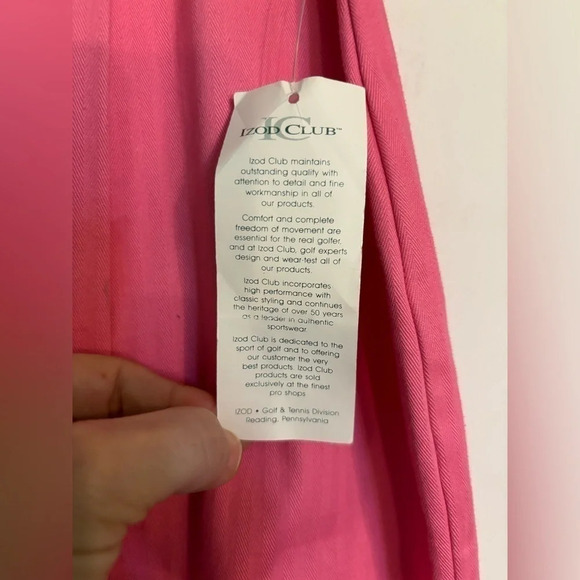 IC
IZOD CLUB™
Izod Club maintains
outstanding quality with
attention to detail and fine
workmanship in all of
our products.
Comfort and complete
freedom of movement are
essential for the real golfer,
and at Izod Club, golf experts
design and wear-test all of
our products.
Izod Club incorporates
high performance with
classic styling and continues
the heritage of over 50 years
as a leader in authentic
sportswear.
Izod Club is dedicated to the
sport of golf and to offering
our customer the very
best products. Izod Club
products are sold
exclusively at the finest
pro shops
IZOD • Golf & Tennis Division
Reading, Pennsylvania